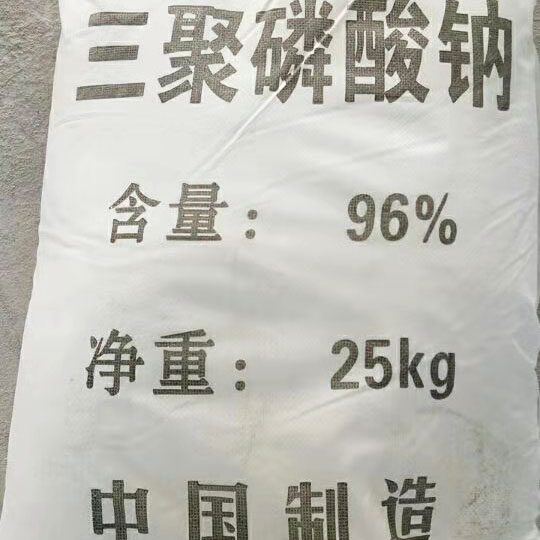 三聚磷酸钠
含量： 96%
净重： 25kg
中国制造